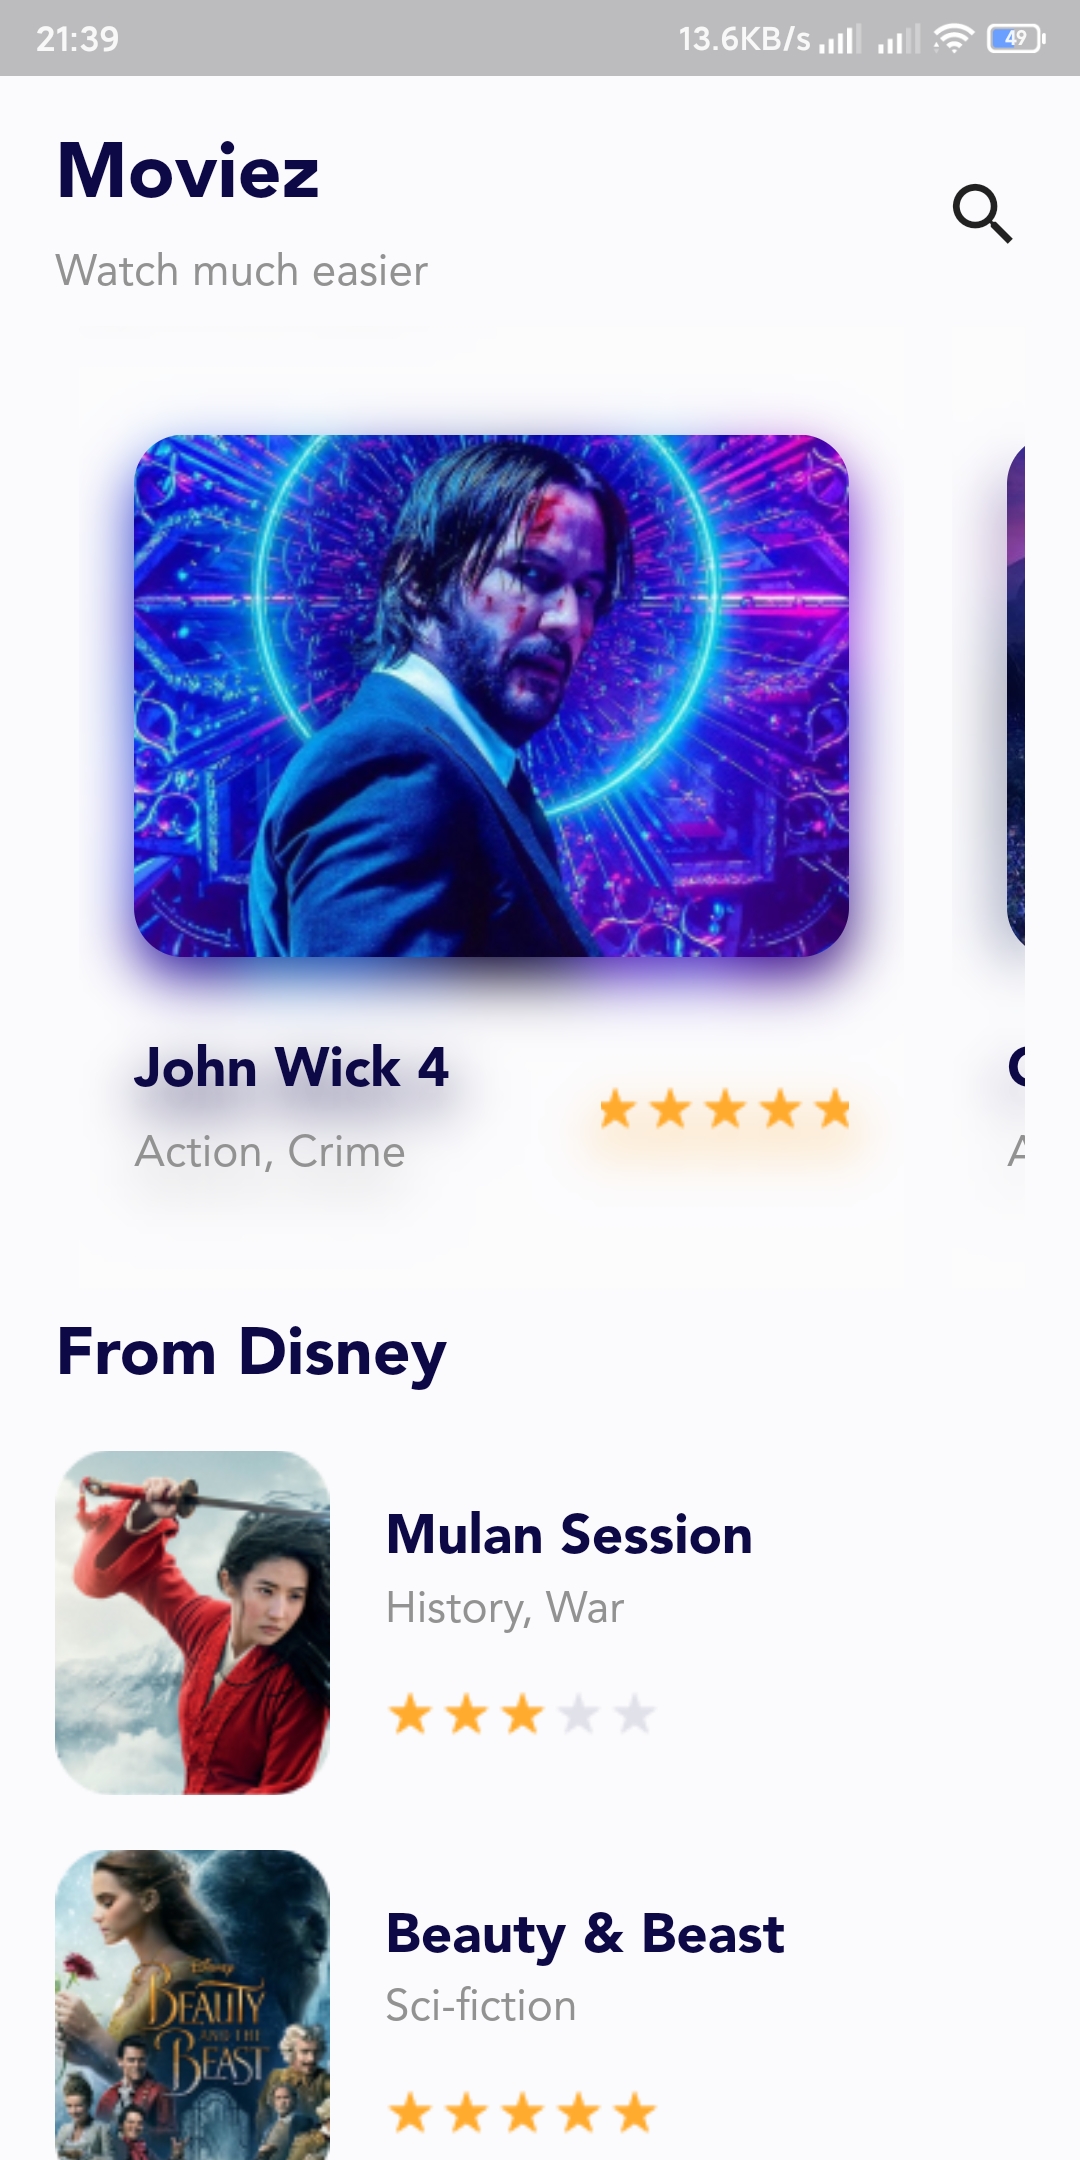 21:39
13.6KB/s
49
Moviez
Watch much easier
John Wick 4
Action, Crime
From Disney
Mulan Session
History, War
Disney
BEAUTY
AND THE
BEAST
Beauty & Beast
Sci-fiction